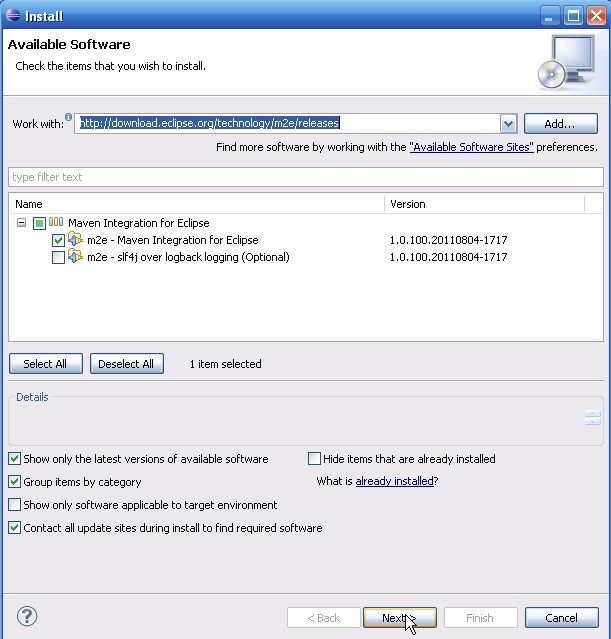 Install
Available Software
Check the items that you wish to install.
Work with: http://download.eclipse.org/technology/m2e/releases Add...
Find more software by working with the "Available Software Sites" preferences.
type filter text
Name Version
Maven Integration for Eclipse
m2e - Maven Integration for Eclipse 1.0.100.20110804-1717
m2e - slf4j over logback logging (Optional) 1.0.100.20110804-1717
Select All Deselect All 1 item selected
Details
Show only the latest versions of available software Hide items that are already installed
Group items by category What is already installed?
Show only software applicable to target environment
Contact all update sites during install to find required software
? < Back Next > Finish Cancel